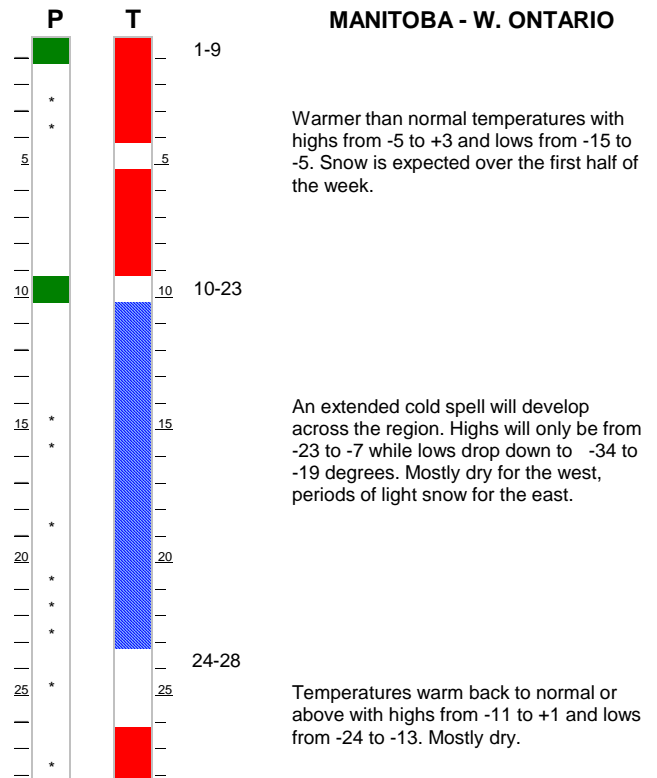 P T MANITOBA - W. ONTARIO
1-9
*
*
Warmer than normal temperatures with
highs from -5 to +3 and lows from -15 to
5 5
-5. Snow is expected over the first half of
the week.
10 10 10-23
An extended cold spell will develop
* 
15 15
across the region. Highs will only be from
*
-23 to -7 while lows drop down to -34 to
-19 degrees. Mostly dry for the west,
periods of light snow for the east.
*
20 20
*
*
*
24-28
*
25 25
Temperatures warm back to normal or
above with highs from -11 to +1 and lows
from -24 to -13. Mostly dry.
*